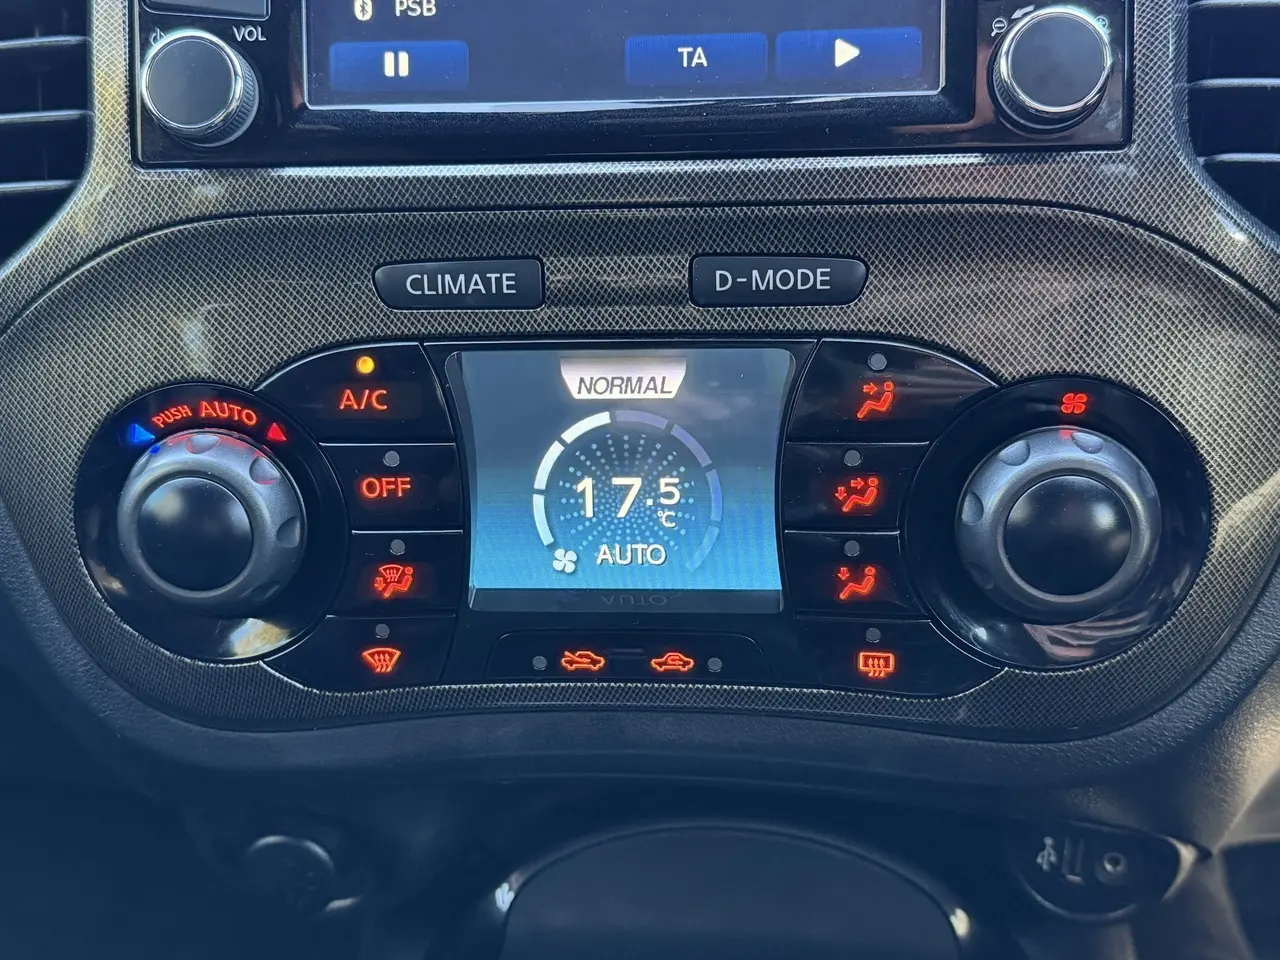 PSB
VOL
TA
CLIMATE
D-MODE
A/C
NORMAL
PUSH AUTO
OFF
17.5
°C
AUTO